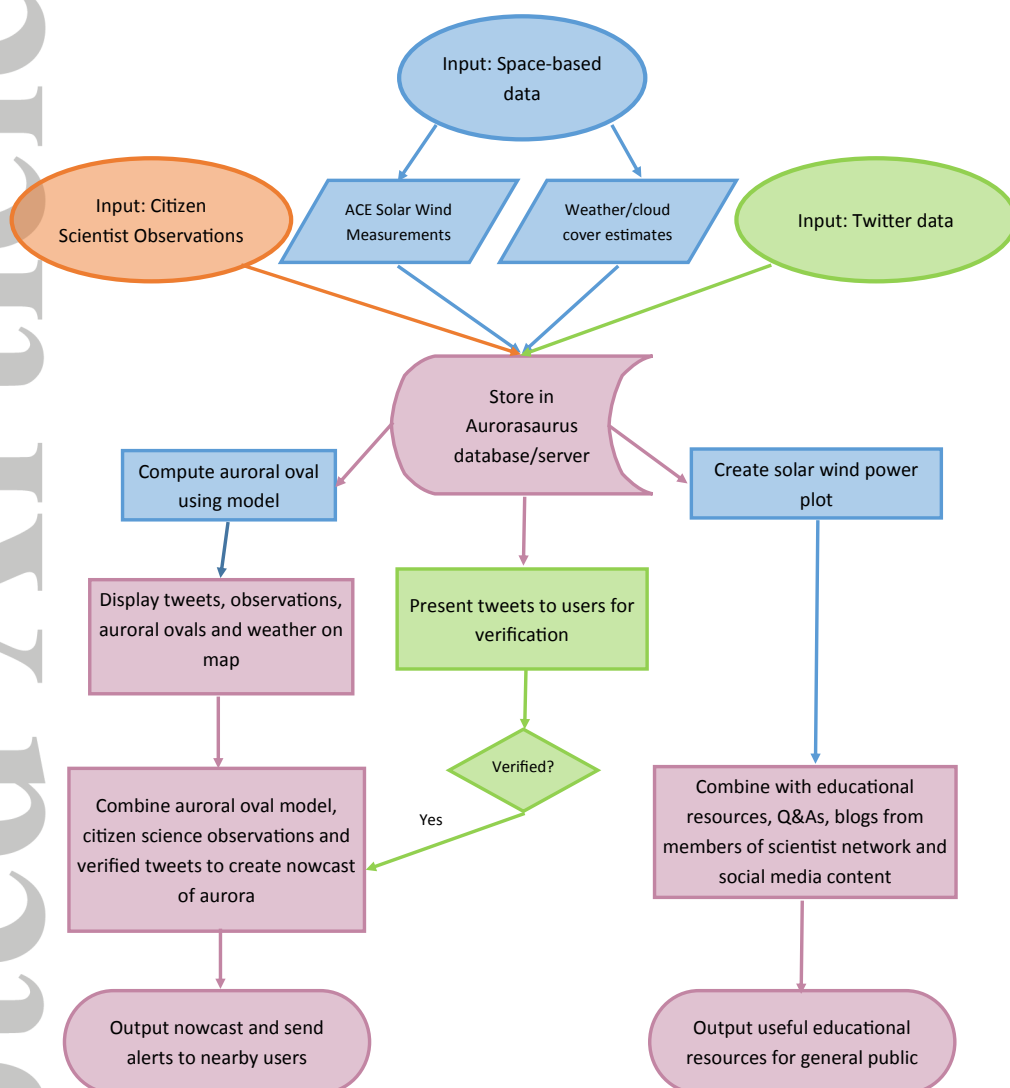 Input: Space-based
data
Input: Citizen
Scientist Observations
ACE Solar Wind
Measurements
Weather/cloud
cover estimates
Input: Twitter data
Store in
Aurorasaurus
database/server
Compute auroral oval
using model
Create solar wind power
plot
Display tweets, observations,
auroral ovals and weather on
map
Present tweets to users for
verification
Verified?
Yes
Combine auroral oval model,
citizen science observations and
verified tweets to create nowcast
of aurora
Combine with educational
resources, Q&As, blogs from
members of scientist network and
social media content
Output nowcast and send
alerts to nearby users
Output useful educational
resources for general public